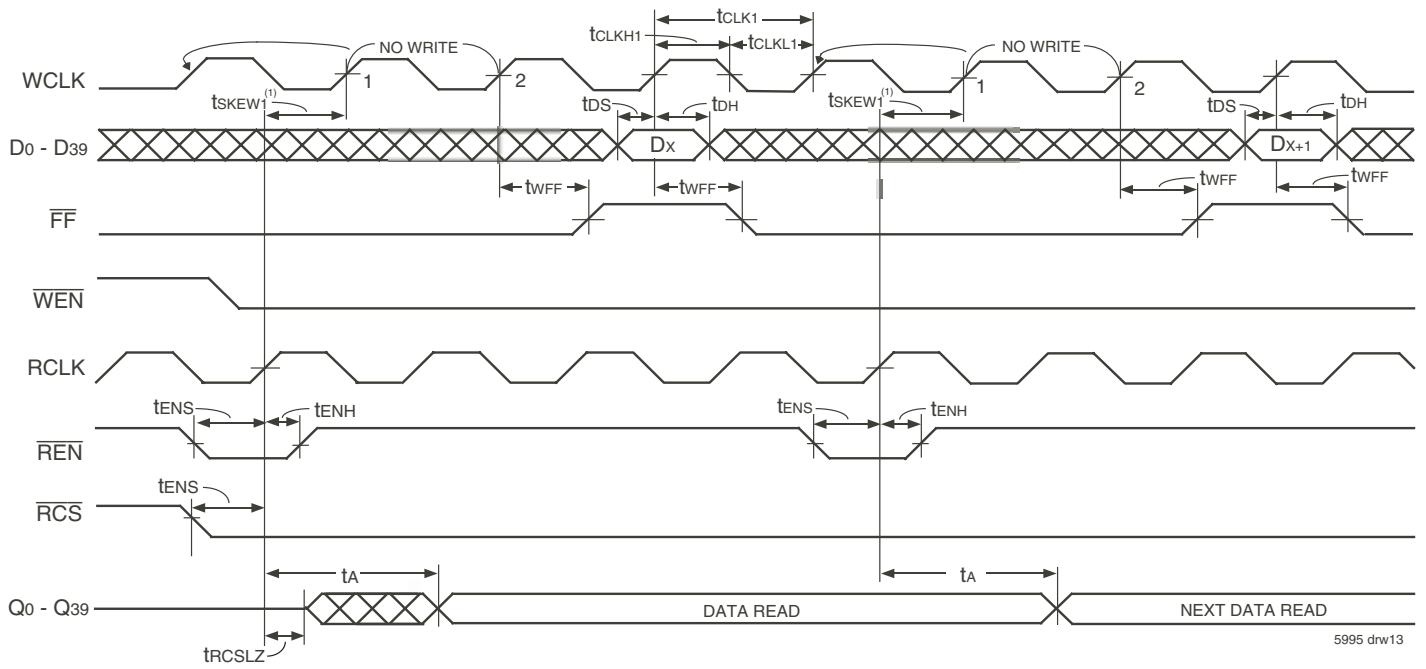 tCLK1
tCLKH1 tCLKL1
NO WRITE NO WRITE
WCLK 1 2 1 2
tSKEW1(1) tDS tDH tSKEW1(1) tDS tDH
D0 - D39 DX DX+1
tWFF tWFF tWFF tWFF
FF
WEN
RCLK
tENS tENH tENS tENH
REN
tENS
RCS
tA tA
Q0 - Q39 DATA READ NEXT DATA READ
5995 drw13
tRCSLZ